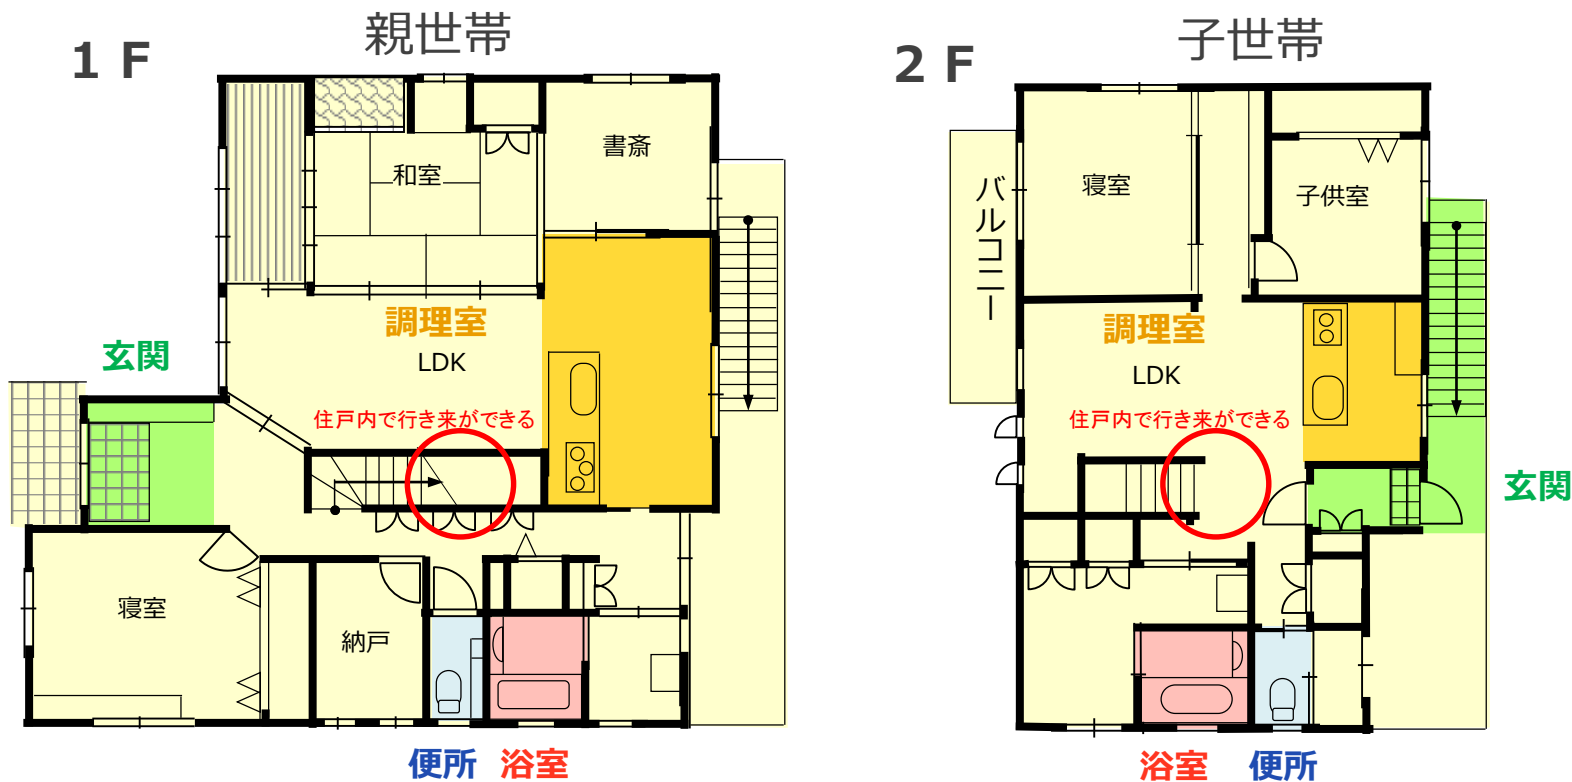 1 F
親世帯
書斎
和室
調理室
LDK
玄関
住戸内で行き来ができる
寝室
納戸
便所
浴室
2 F
子世帯
バルコニー
寝室
子供室
調理室
LDK
住戸内で行き来ができる
玄関
浴室
便所